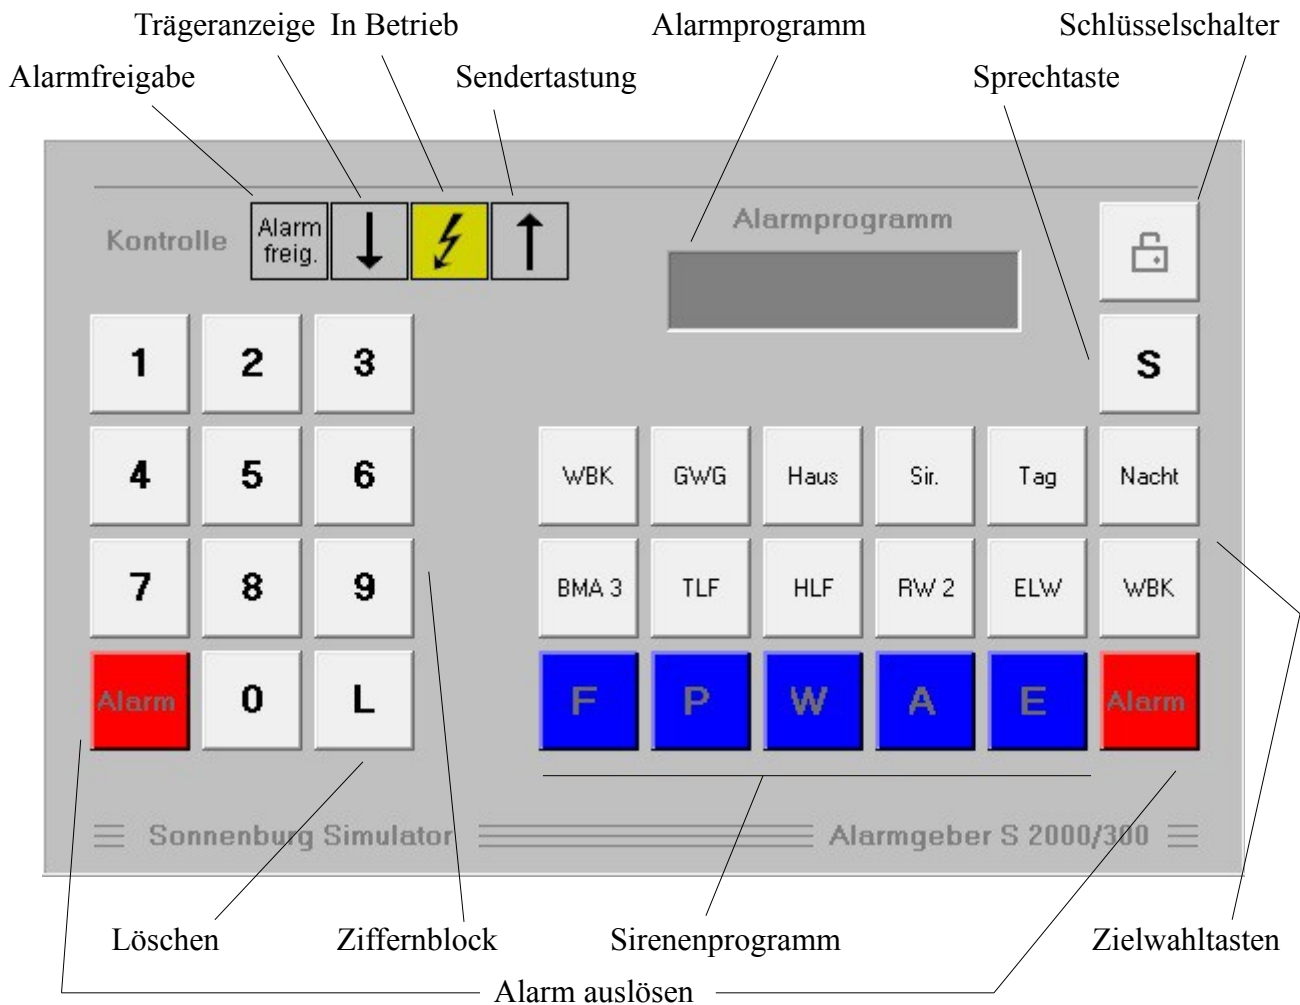 Trägeranzeige In Betrieb Alarmprogramm Schlüsselschalter
Alarmfreigabe Sendertastung Sprechtaste
Kontrolle Alarm freig. Alarmprogramm
1 2 3 S
4 5 6 WBK GWG Haus Sir. Tag Nacht
7 8 9 BMA 3 TLF HLF RW 2 ELW WBK
Alarm 0 L F P W A E Alarm
Sonnenburg Simulator Alarmgeber S 2000/300
Löschen Ziffernblock Sirenenprogramm Zielwahltasten
Alarm auslösen